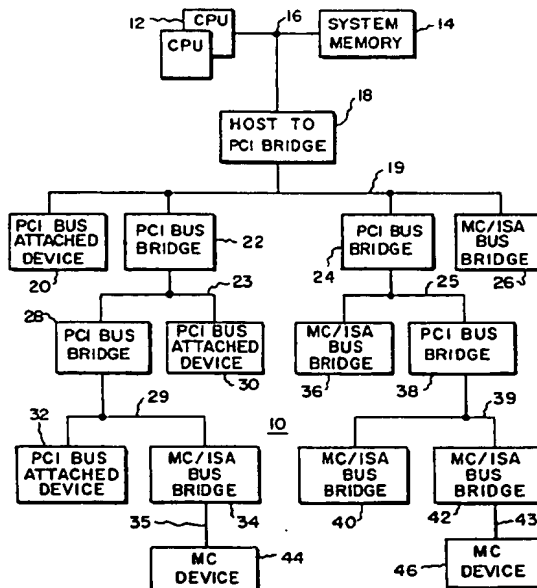 12
CPU
CPU
16
SYSTEM
MEMORY
14
HOST TO
PCI BRIDGE
18
19
PCI BUS
ATTACHED
DEVICE
20
PCI BUS
BRIDGE
22
PCI BUS
BRIDGE
24
MC/ISA
BUS
BRIDGE
26
23
25
28
PCI BUS
BRIDGE
PCI BUS
ATTACHED
DEVICE
30
MC/ISA
BUS
BRIDGE
36
PCI BUS
BRIDGE
38
29
39
10
32
PCI BUS
ATTACHED
DEVICE
MC/ISA
BUS
BRIDGE
34
MC/ISA
BUS
BRIDGE
40
MC/ISA
BUS
BRIDGE
42
35
43
MC
DEVICE
44
46
MC
DEVICE